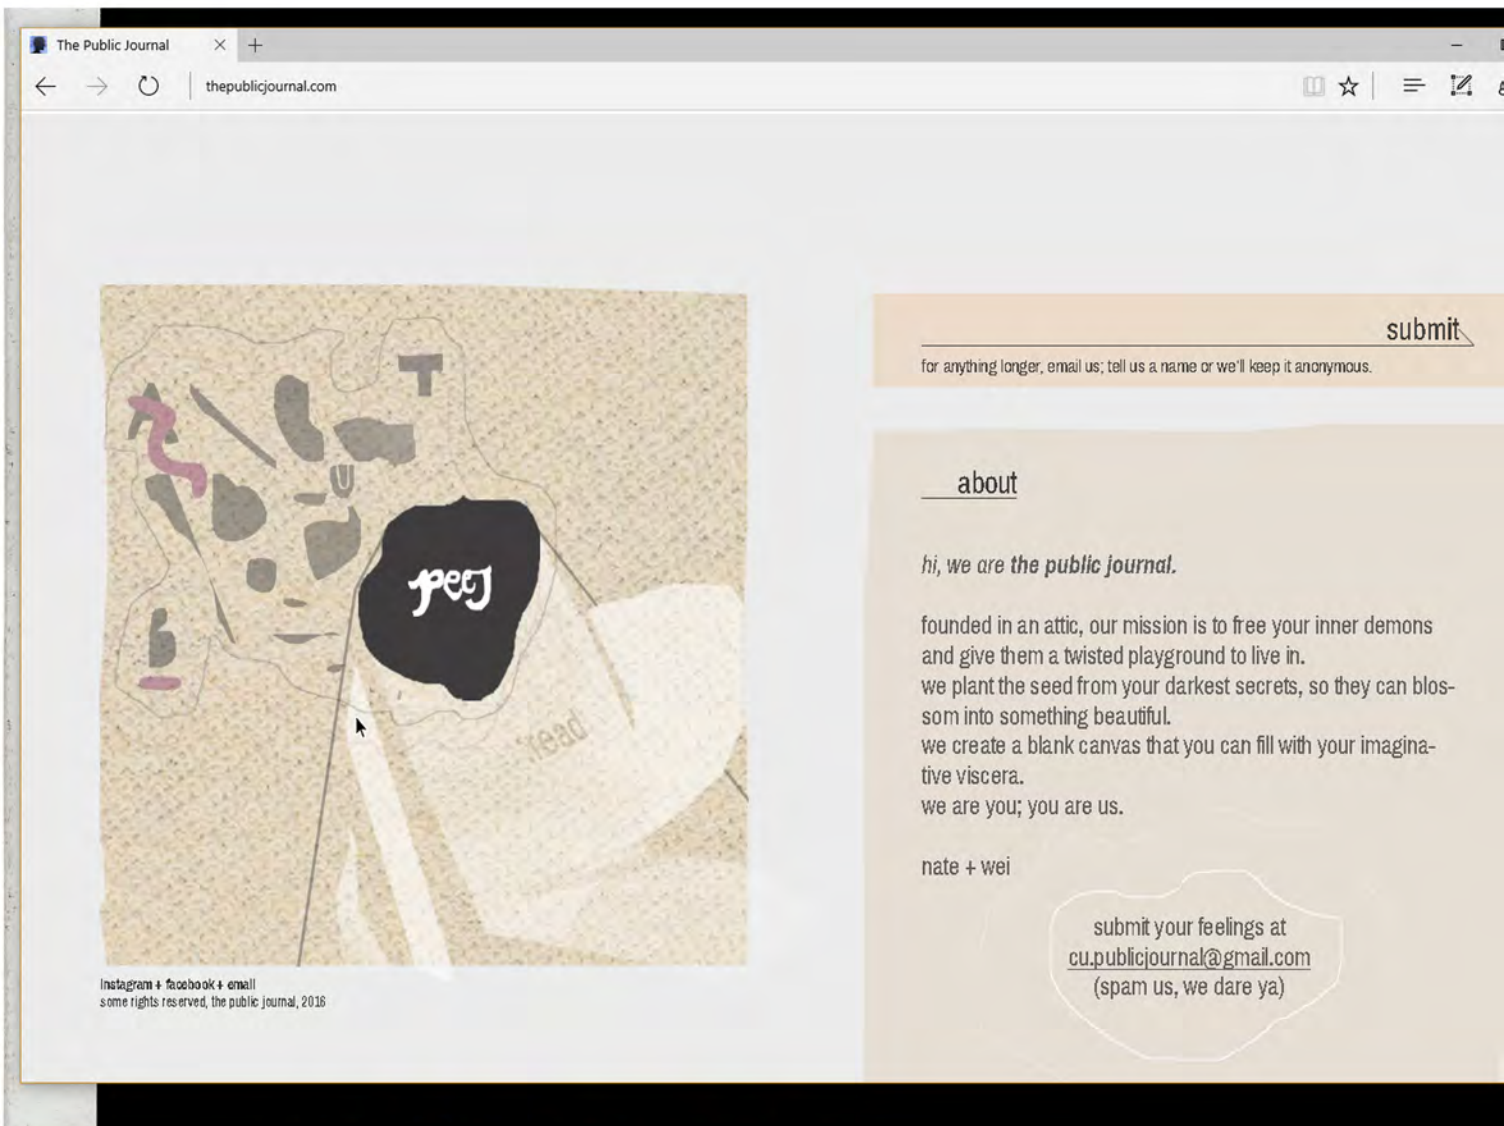 The Public Journal
thepublicjournal.com
submit
for anything longer, email us; tell us a name or we'll keep it anonymous.
about
hi, we are the public journal.
founded in an attic, our mission is to free your inner demons
and give them a twisted playground to live in.
we plant the seed from your darkest secrets, so they can blos-
som into something beautiful.
we create a blank canvas that you can fill with your imagina-
tive viscera.
we are you; you are us.
nate + wei
submit your feelings at
cu.publicjournal@gmail.com
(spam us, we dare ya)
read
instagram + facebook + email
some rights reserved, the public journal, 2016